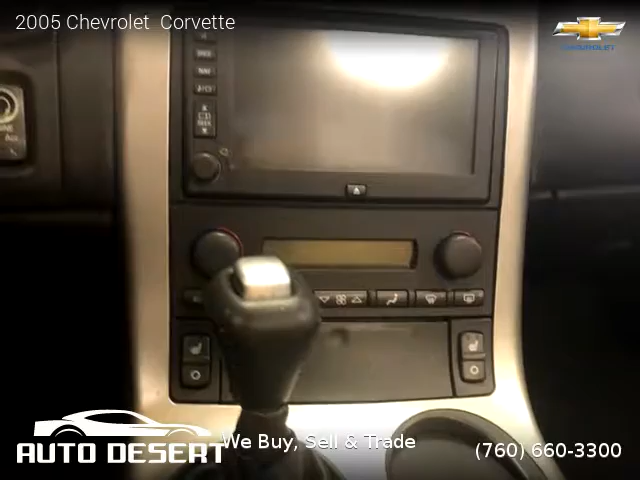 2005 Chevrolet Corvette
CHEVROLET
We Buy, Sell & Trade
AUTO DESERT
(760) 660-3300